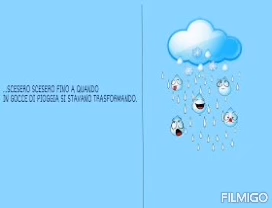 ...SCESERO SCESERO FINO A QUANDO
IN GOCCE DI PIOGGIA SI STAVANO TRASFORMANDO.
FILMIGO